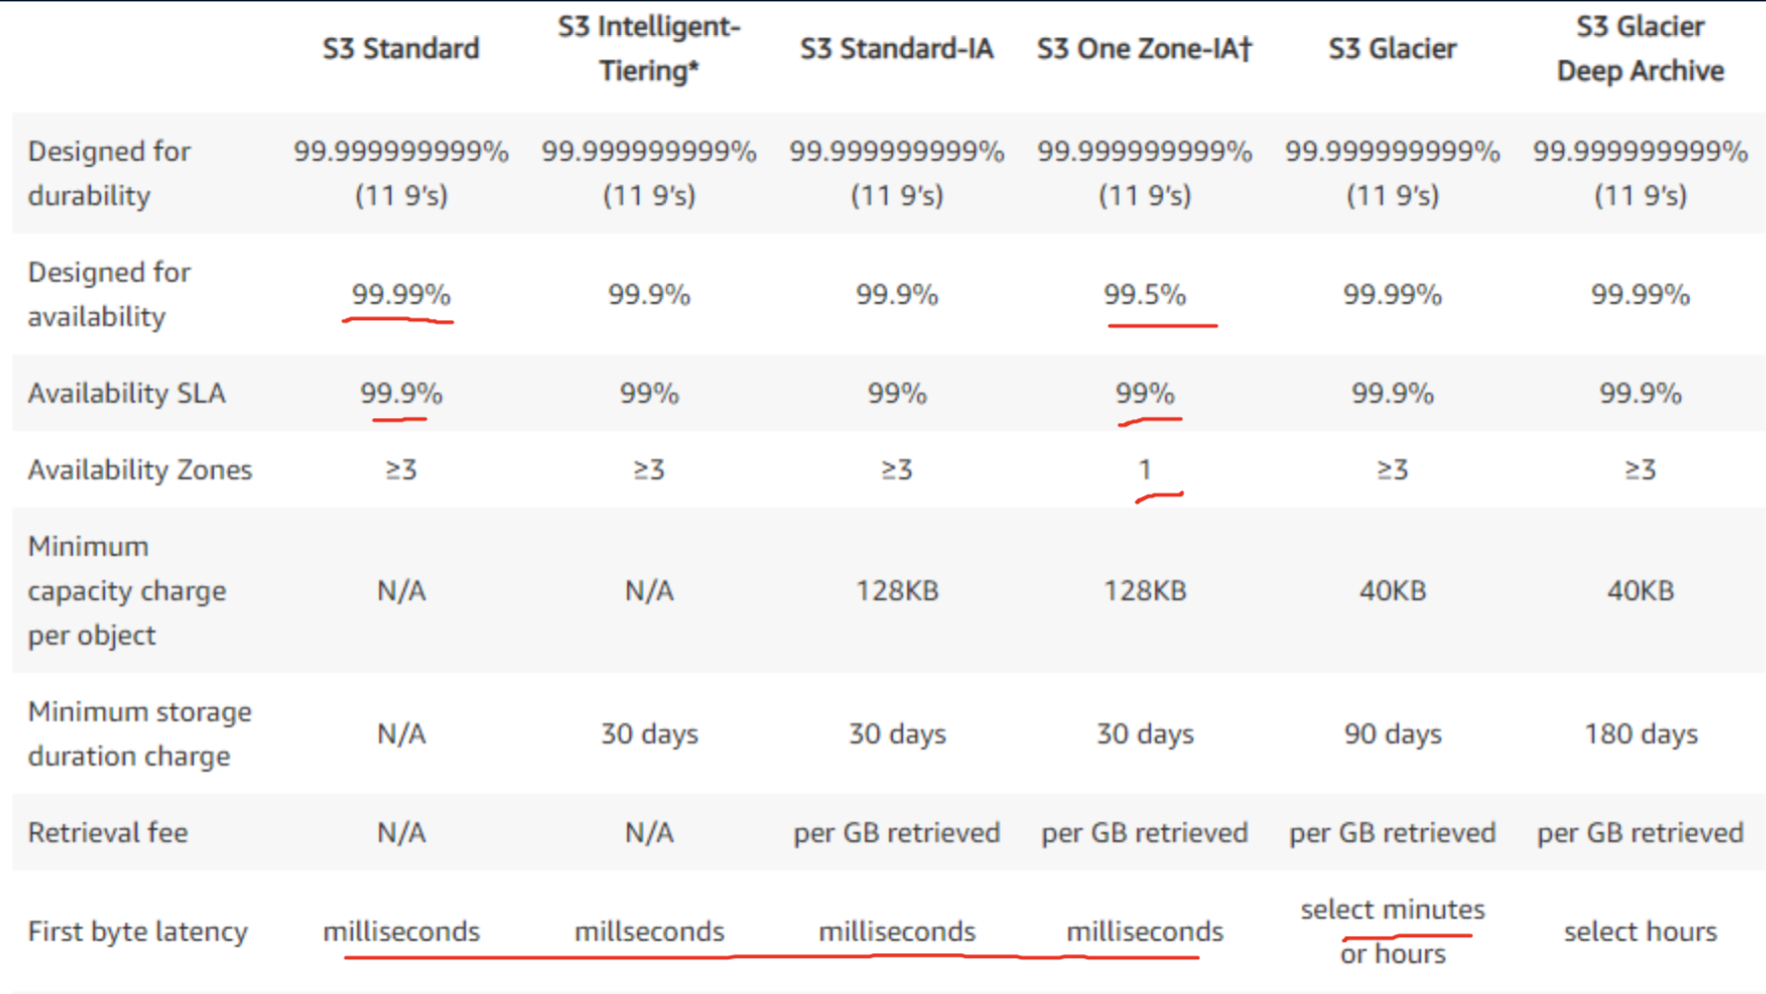 S3 Standard S3 Intelligent-Tiering* S3 Standard-IA S3 One Zone-IA† S3 Glacier S3 Glacier Deep Archive
Designed for durability 99.999999999% (11 9's) 99.999999999% (11 9's) 99.999999999% (11 9's) 99.999999999% (11 9's) 99.999999999% (11 9's) 99.999999999% (11 9's)
Designed for availability 99.99% 99.9% 99.9% 99.5% 99.99% 99.99%
Availability SLA 99.9% 99% 99% 99% 99.9% 99.9%
Availability Zones ≥3 ≥3 ≥3 1 ≥3 ≥3
Minimum capacity charge per object N/A N/A 128KB 128KB 40KB 40KB
Minimum storage duration charge N/A 30 days 30 days 30 days 90 days 180 days
Retrieval fee N/A N/A per GB retrieved per GB retrieved per GB retrieved per GB retrieved
First byte latency milliseconds millseconds milliseconds milliseconds select minutes or hours select hours